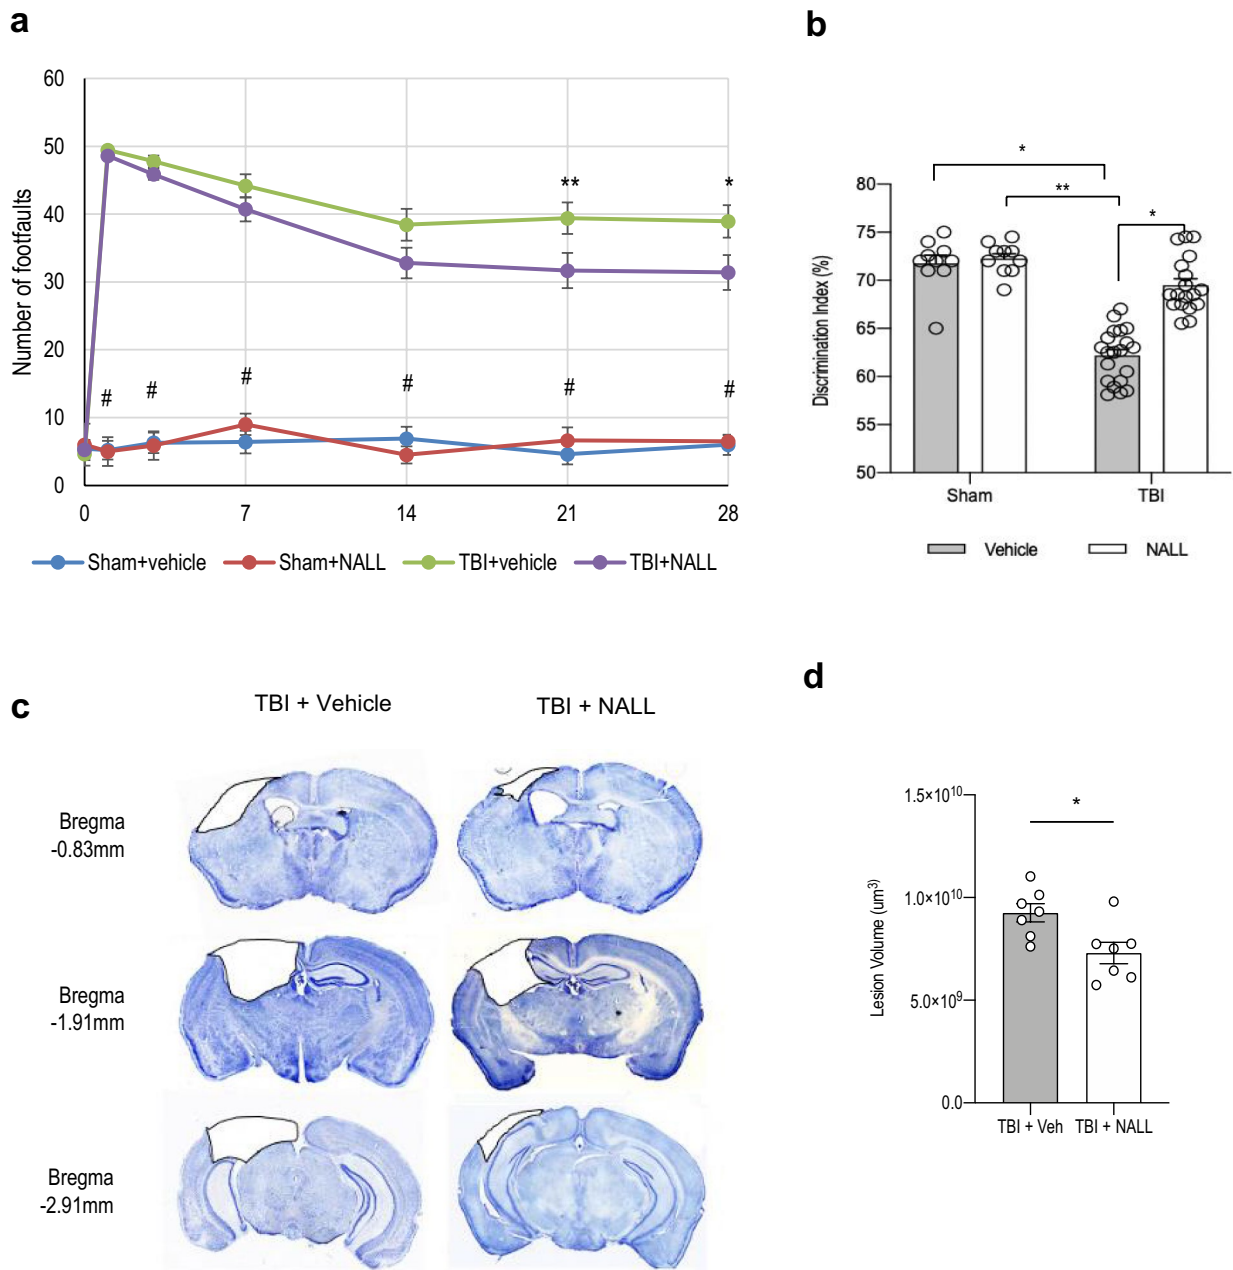 a
60
50
40
30
20
10
0
Number of footfaults
** *
# # # # # #
0 7 14 21 28
Sham+vehicle Sham+NALL TBI+vehicle TBI+NALL
b
*
**
*
80
75
70
65
60
55
50
Discrimination Index (%)
Sham TBI
Vehicle NALL
c
TBI + Vehicle TBI + NALL
Bregma
-0.83mm
Bregma
-1.91mm
Bregma
-2.91mm
d
*
1.5×10¹⁰
1.0×10¹⁰
5.0×10⁹
0.0
Lesion Volume (um³)
TBI + Veh TBI + NALL